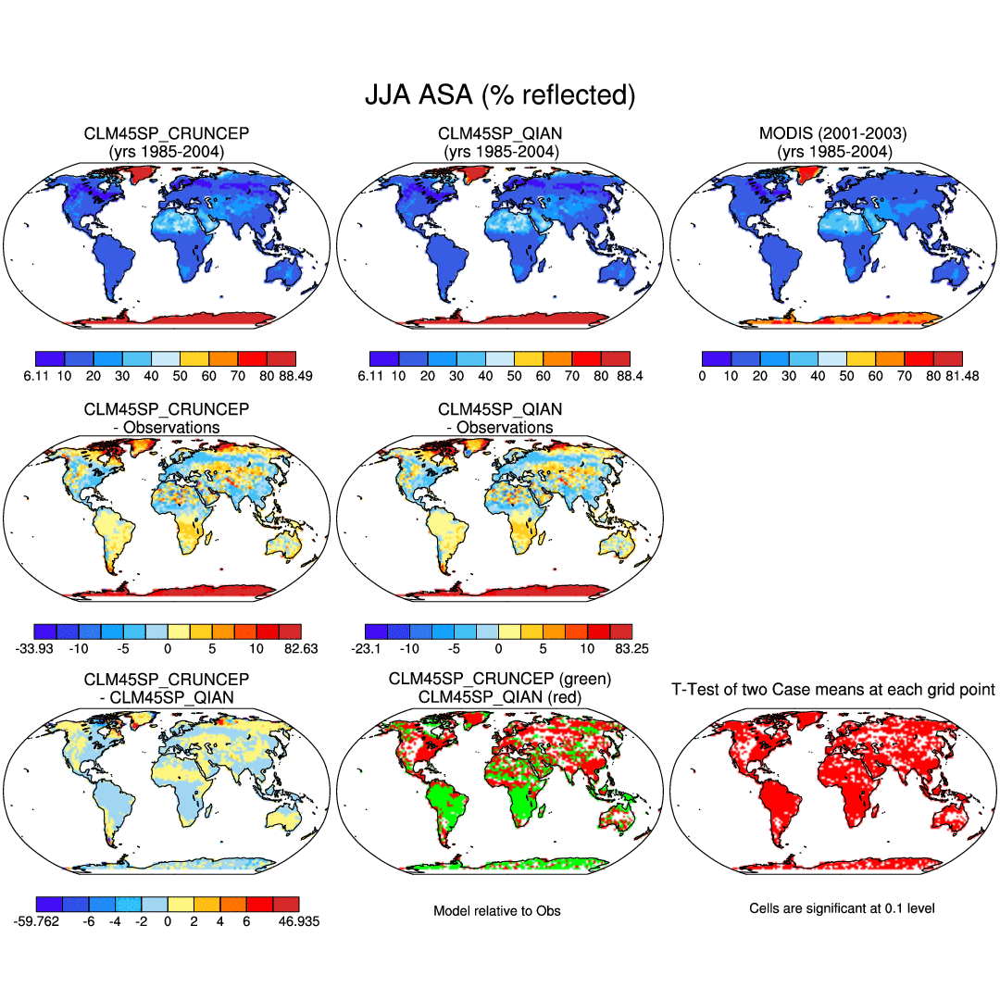 JJA ASA (% reflected)
CLM45SP_CRUNCEP
(yrs 1985-2004)
CLM45SP_QIAN
(yrs 1985-2004)
MODIS (2001-2003)
(yrs 1985-2004)
6.11 10 20 30 40 50 60 70 80 88.49
6.11 10 20 30 40 50 60 70 80 88.4
0 10 20 30 40 50 60 70 80 81.48
CLM45SP_CRUNCEP
- Observations
CLM45SP_QIAN
- Observations
-33.93 -10 -5 0 5 10 82.63
-23.1 -10 -5 0 5 10 83.25
CLM45SP_CRUNCEP
- CLM45SP_QIAN
CLM45SP_CRUNCEP (green)
CLM45SP_QIAN (red)
T-Test of two Case means at each grid point
-59.762 -6 -4 -2 0 2 4 6 46.935
Model relative to Obs
Cells are significant at 0.1 level